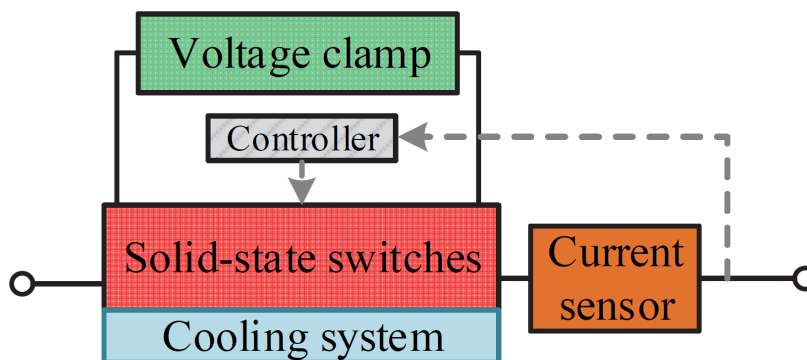 Voltage clamp
Controller
Solid-state switches
Current
sensor
Cooling system